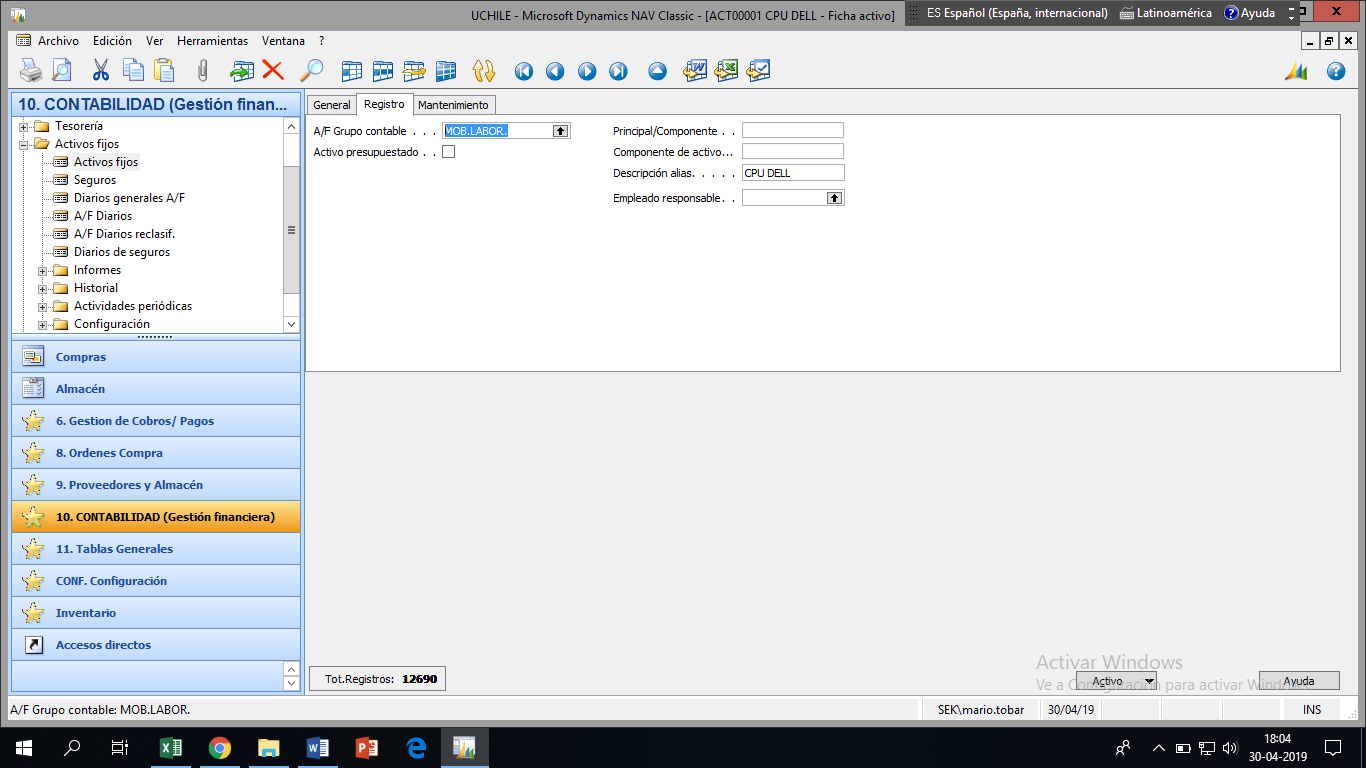 UCHILE - Microsoft Dynamics NAV Classic - [ACT00001 CPU DELL - Ficha activo]
ES Español (España, internacional) Latinoamérica Ayuda
Archivo Edición Ver Herramientas Ventana ?
10. CONTABILIDAD (Gestión finan...
Tesorería
Activos fijos
Activos fijos
Seguros
Diarios generales A/F
A/F Diarios
A/F Diarios reclasif.
Diarios de seguros
Informes
Historial
Actividades periódicas
Configuración
Compras
Almacén
6. Gestion de Cobros/ Pagos
8. Ordenes Compra
9. Proveedores y Almacén
10. CONTABILIDAD (Gestión financiera)
11. Tablas Generales
CONF. Configuración
Inventario
Accesos directos
General Registro Mantenimiento
A/F Grupo contable . . . MOB.LABOR.
Activo presupuestado . .
Principal/Componente . .
Componente de activo...
Descripción alias. . . . . CPU DELL
Empleado responsable. .
Tot.Registros: 12690
Activar Windows
Ve a Configuración para activar Windows.
Activo
Ayuda
A/F Grupo contable: MOB.LABOR.
SEK\mario.tobar 30/04/19 INS
18:04
30-04-2019